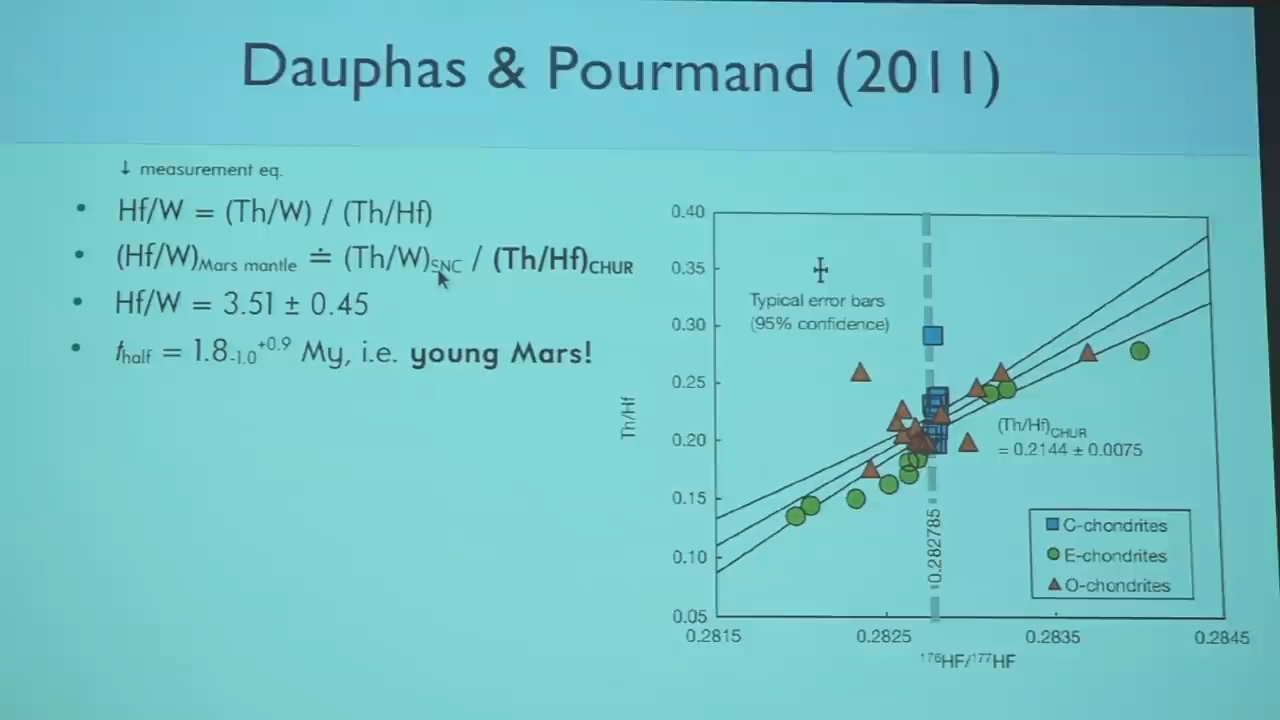 Dauphas & Pourmand (2011)
↓ measurement eq.
• Hf/W = (Th/W) / (Th/Hf)
• (Hf/W)Mars mantle ≐ (Th/W)SNC / (Th/Hf)CHUR
• Hf/W = 3.51 ± 0.45
• thalf = 1.8-1.0+0.9 My, i.e. young Mars!
0.40
0.35
0.30
0.25
0.20
0.15
0.10
0.05
Th/Hf
Typical error bars
(95% confidence)
(Th/Hf)CHUR
= 0.2144 ± 0.0075
0.282785
C-chondrites
E-chondrites
O-chondrites
0.2815 0.2825 0.2835 0.2845
176HF/177HF